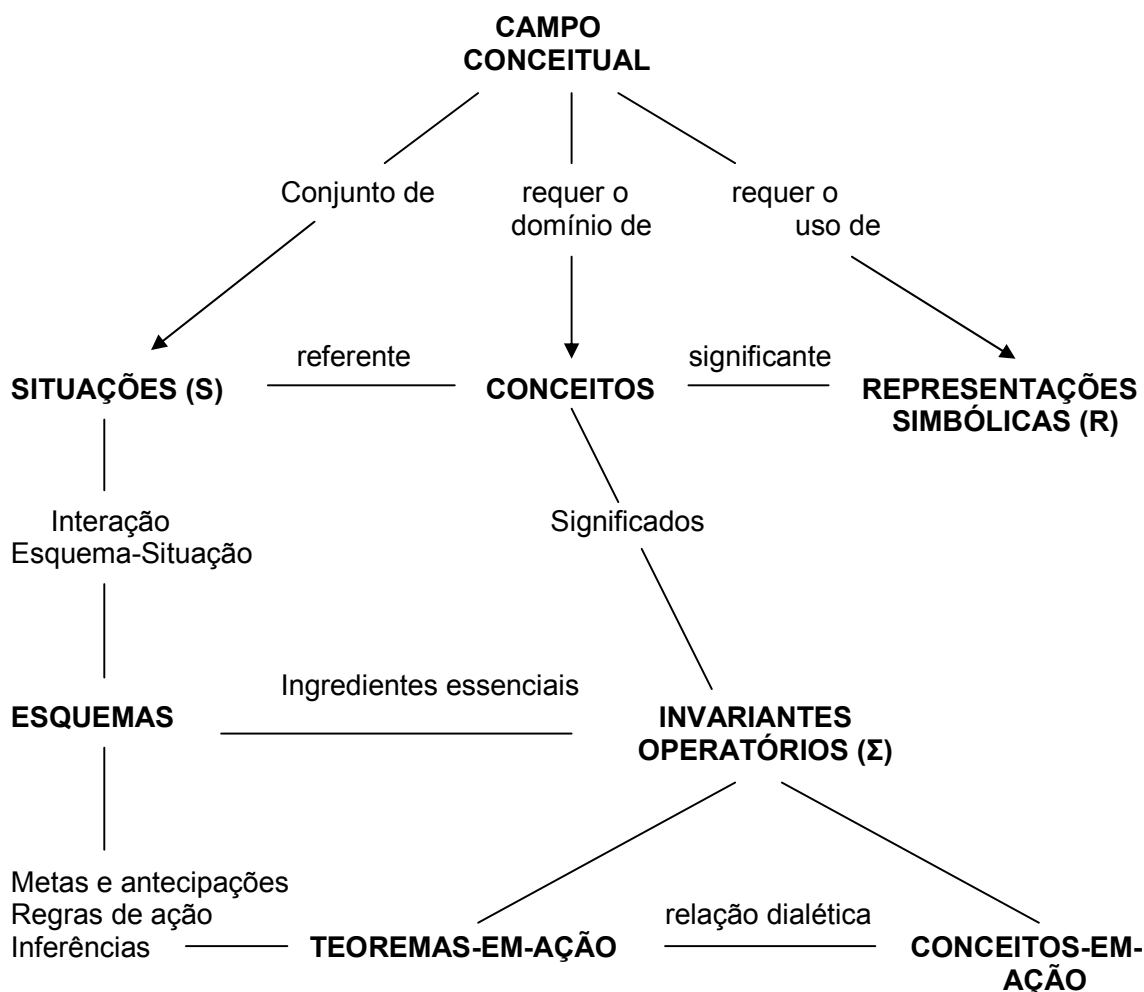 CAMPO
CONCEITUAL
Conjunto de
requer o
domínio de
requer o
uso de
referente
significante
SITUAÇÕES (S)
CONCEITOS
REPRESENTAÇÕES
SIMBÓLICAS (R)
Interação
Esquema-Situação
Significados
Ingredientes essenciais
ESQUEMAS
INVARIANTES
OPERATÓRIOS (Σ)
Metas e antecipações
Regras de ação
Inferências
TEOREMAS-EM-AÇÃO
relação dialética
CONCEITOS-EM-
AÇÃO